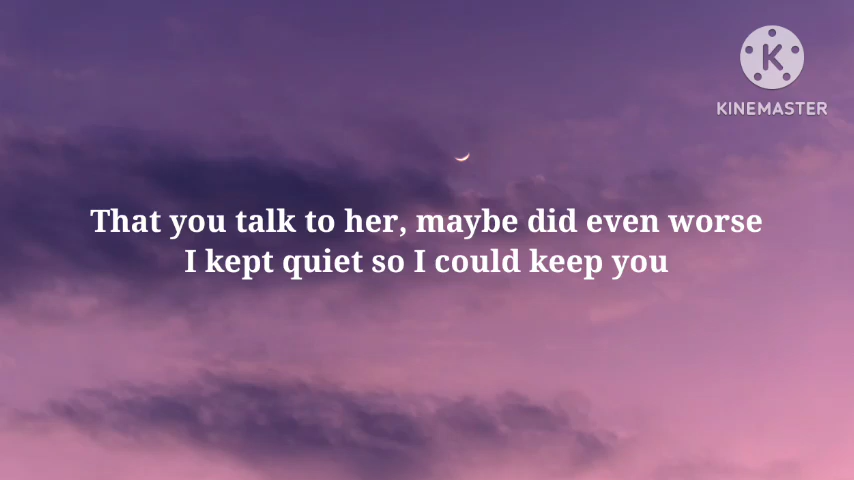 K
KINEMASTER
That you talk to her, maybe did even worse
I kept quiet so I could keep you